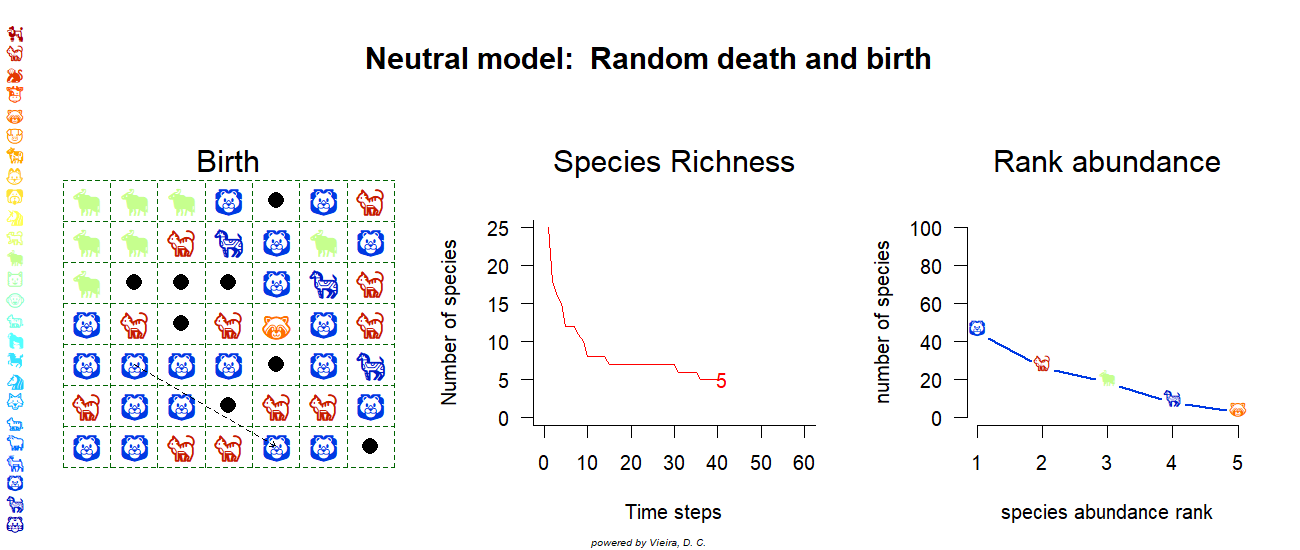 Neutral model:  Random death and birth
Birth
Species Richness
Rank abundance
Number of species
25
20
15
10
5
0
5
0 10 20 30 40 50 60
Time steps
number of species
100
80
60
40
20
0
1 2 3 4 5
species abundance rank
powered by Vieira, D. C.